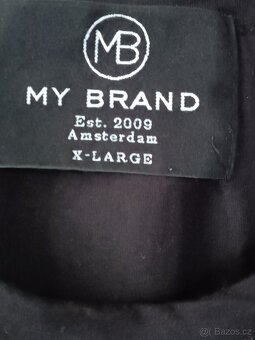 MB
MY BRAND
Est. 2009
Amsterdam
X-LARGE
Bazos.cz